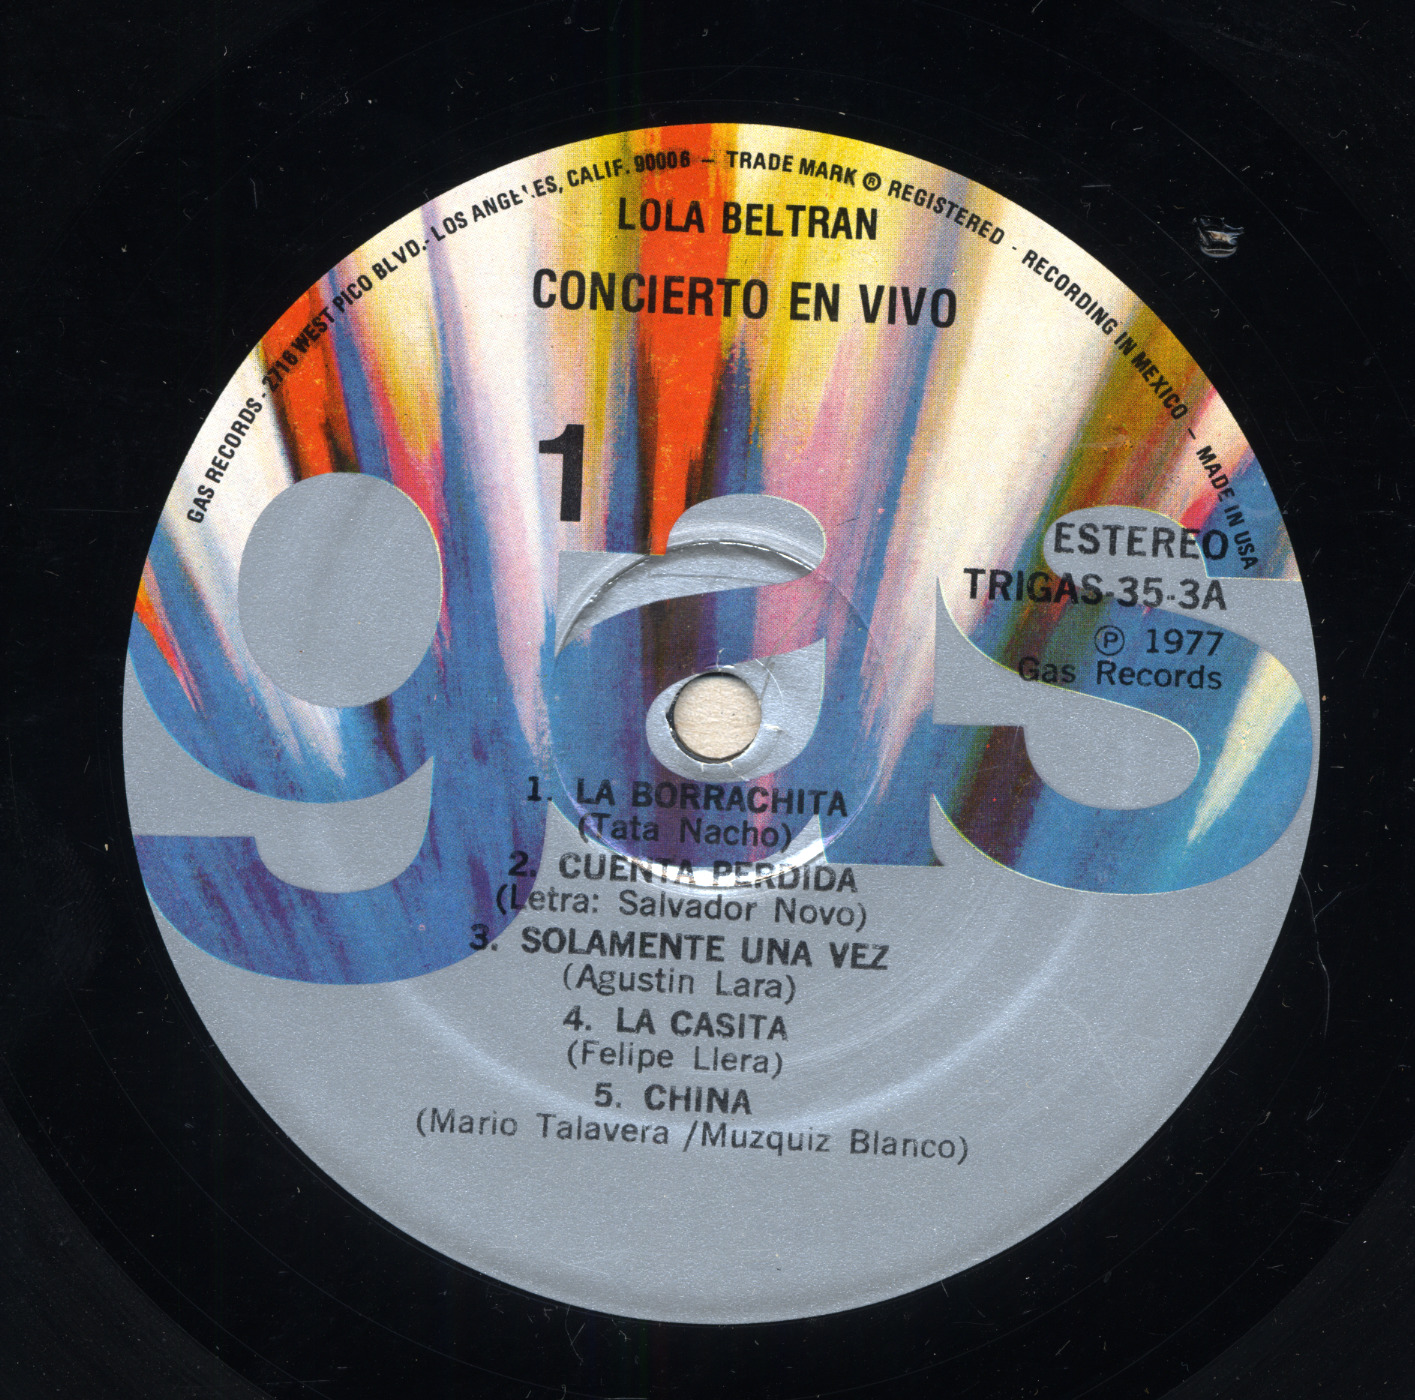 GAS RECORDS - 2718 WEST PICO BLVD.- LOS ANGELES, CALIF. 90006 – TRADE MARK ® REGISTERED - RECORDING IN MEXICO – MADE IN USA
LOLA BELTRAN
CONCIERTO EN VIVO
1
gas
ESTEREO
TRIGAS-35-3A
Ⓟ 1977
Gas Records
1. LA BORRACHITA
(Tata Nacho)
2. CUENTA PERDIDA
(Letra: Salvador Novo)
3. SOLAMENTE UNA VEZ
(Agustin Lara)
4. LA CASITA
(Felipe Llera)
5. CHINA
(Mario Talavera /Muzquiz Blanco)